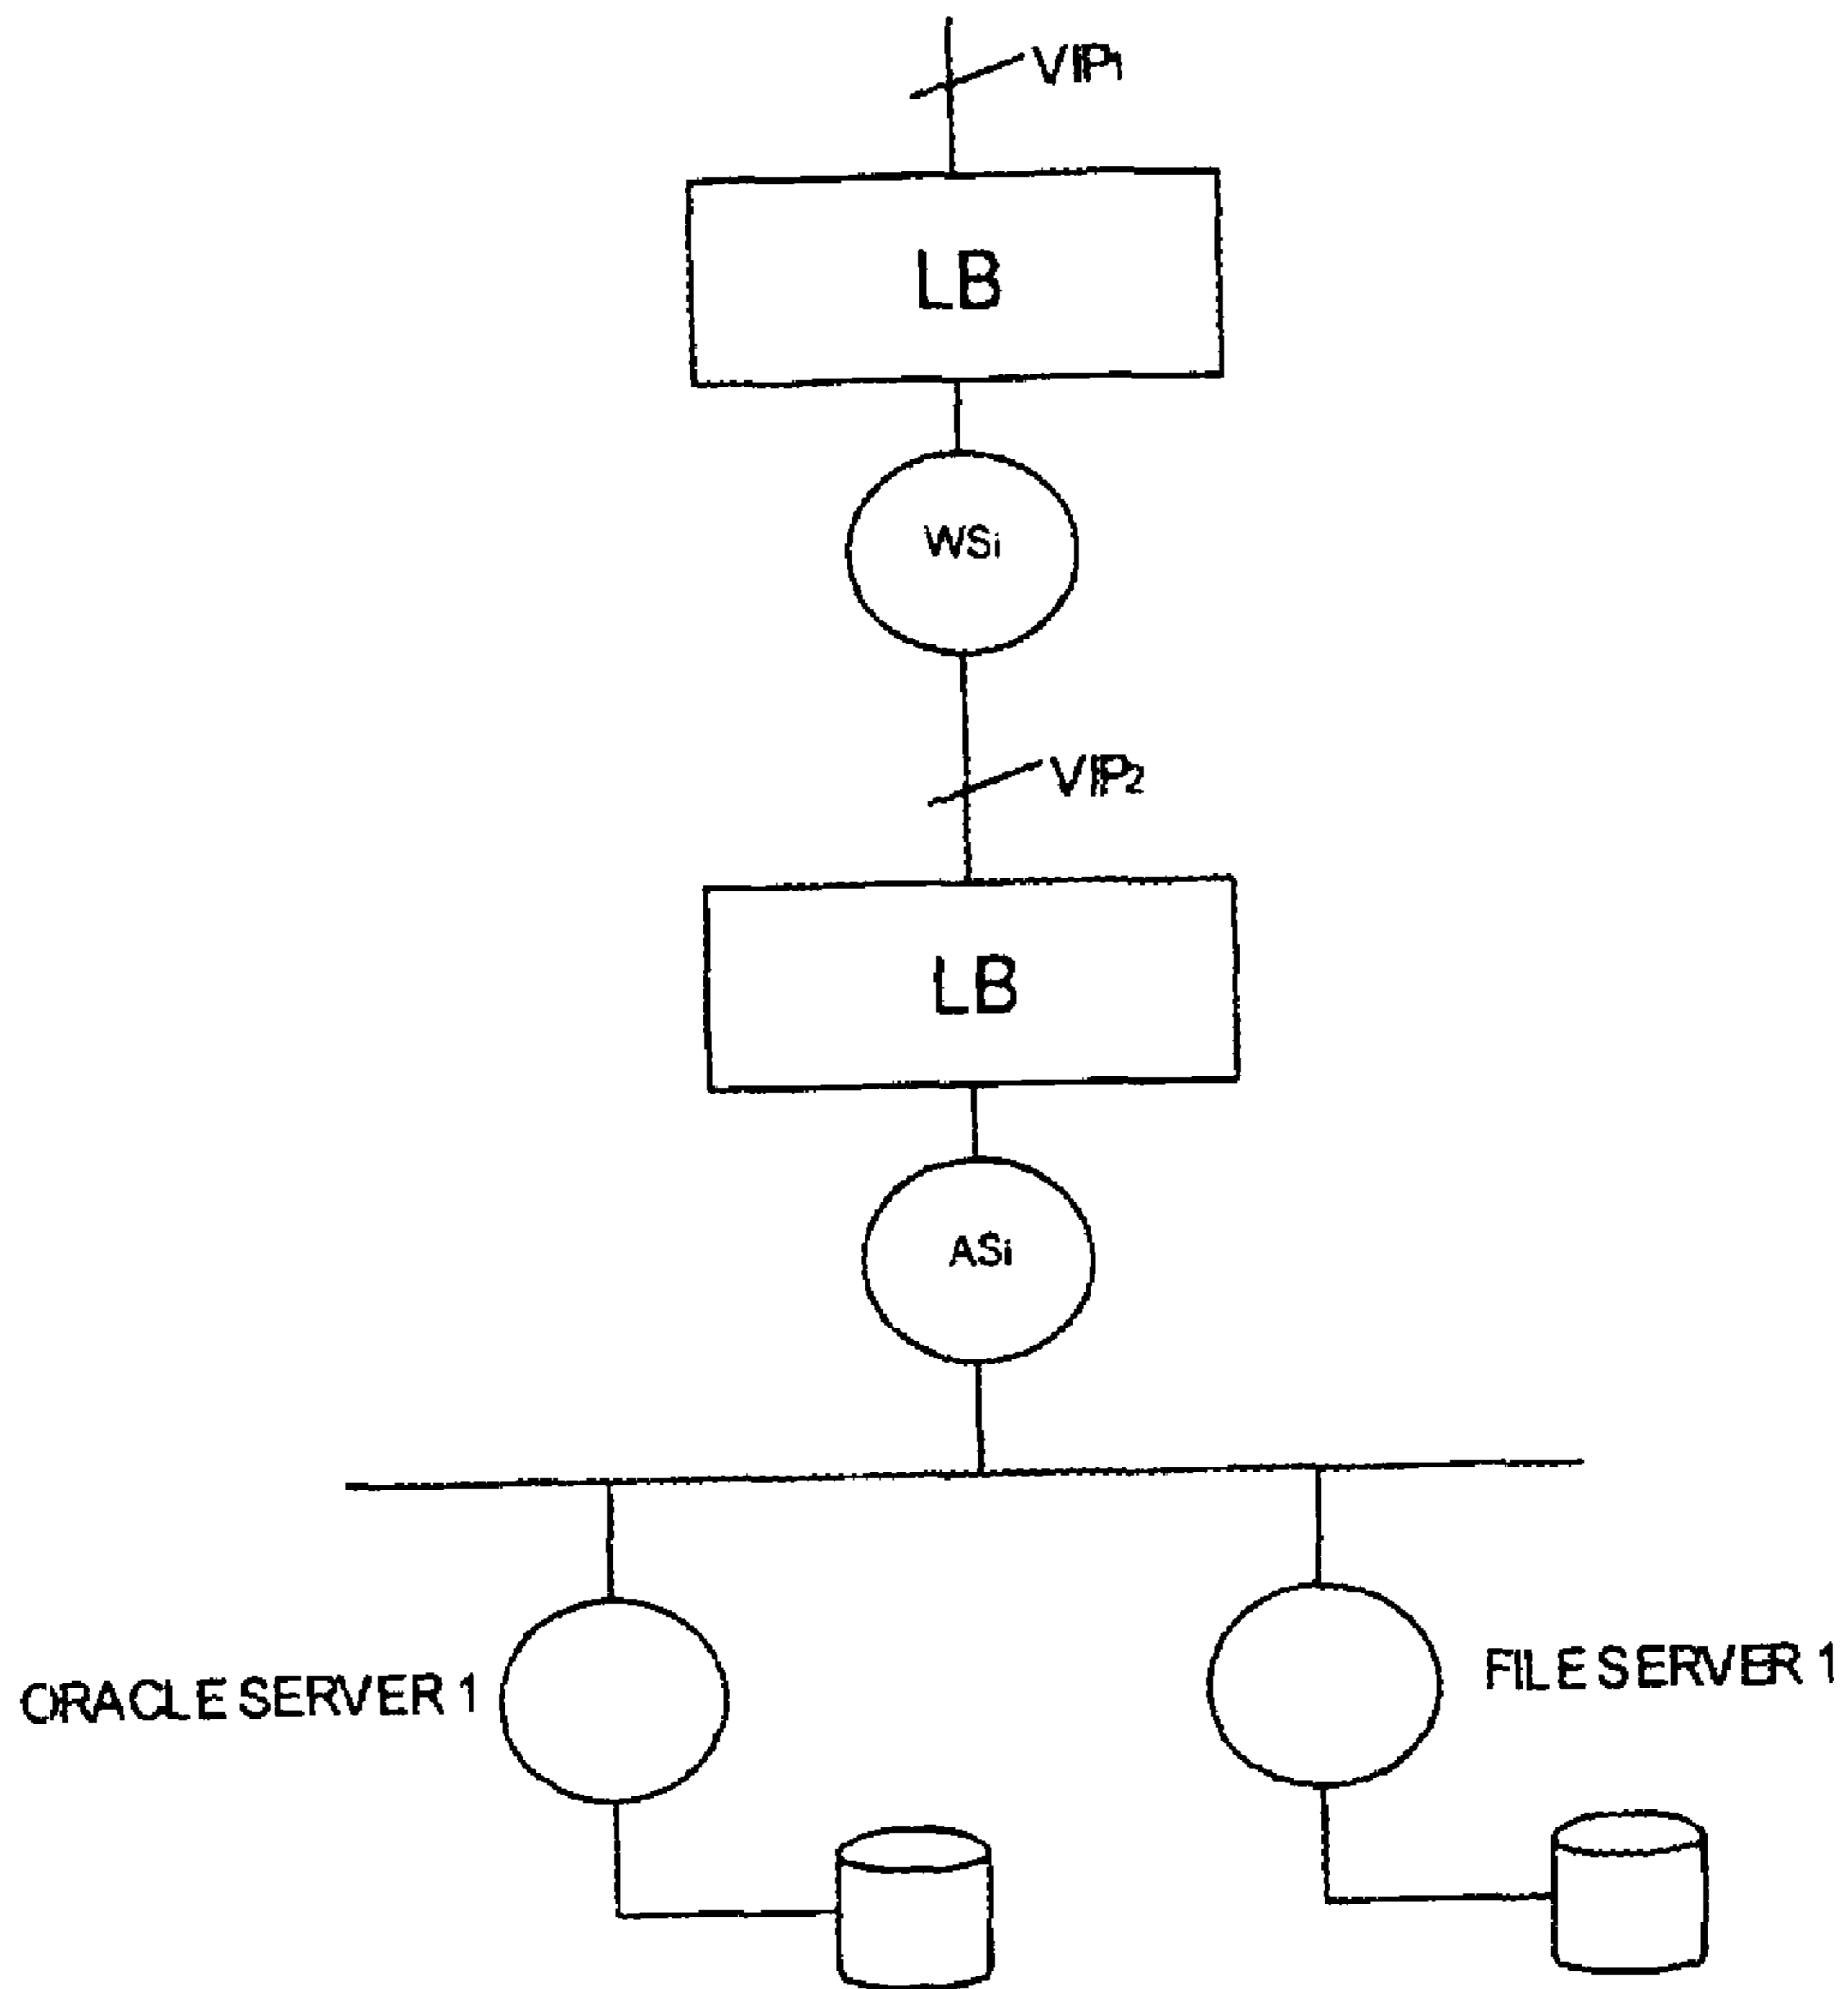 VIP1
LB
WSi
VIP2
LB
ASi
ORACLE SERVER 1
FILE SERVER 1